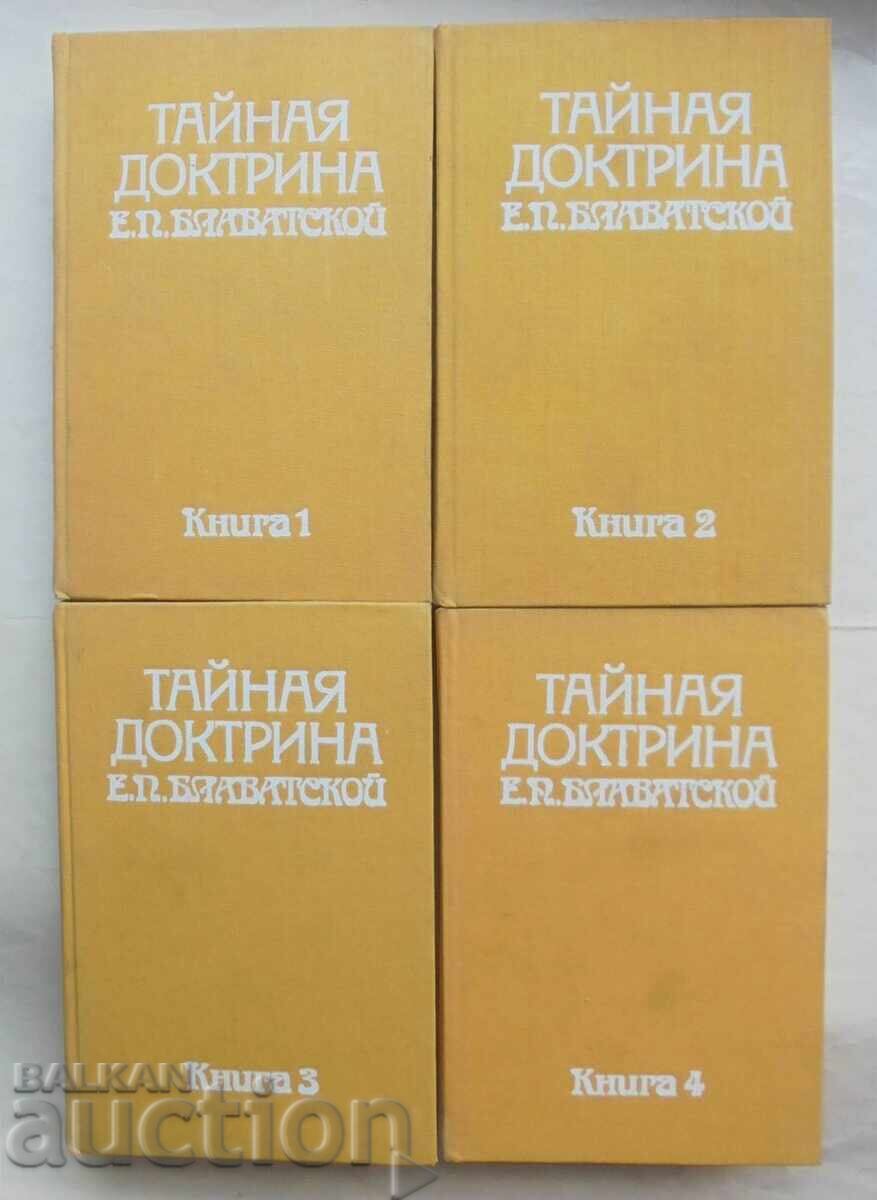 ТАЙНАЯ
ДОКТРИНА
Е.П.БЛАВАТСКОЙ
Книга 1
ТАЙНАЯ
ДОКТРИНА
Е.П.БЛАВАТСКОЙ
Книга 2
ТАЙНАЯ
ДОКТРИНА
Е.П.БЛАВАТСКОЙ
Книга 3
ТАЙНАЯ
ДОКТРИНА
Е.П.БЛАВАТСКОЙ
Книга 4
BALKAN
auction